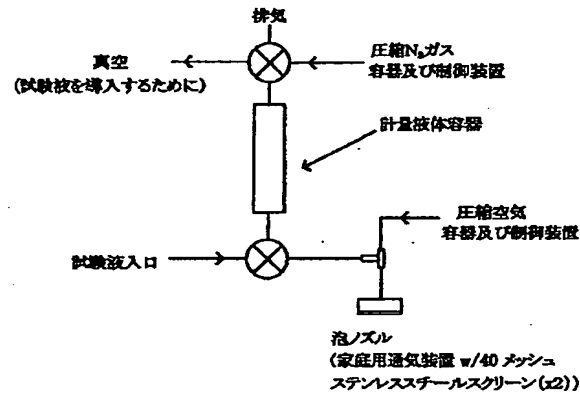 排気
真空
(試験液を導入するために)
圧縮N₂ガス
容器及び制御装置
計量液体容器
圧縮空気
容器及び制御装置
試験液入口
泡ノズル
(家庭用通気装置 w/40 メッシュ
ステンレススチールスクリーン(x2))